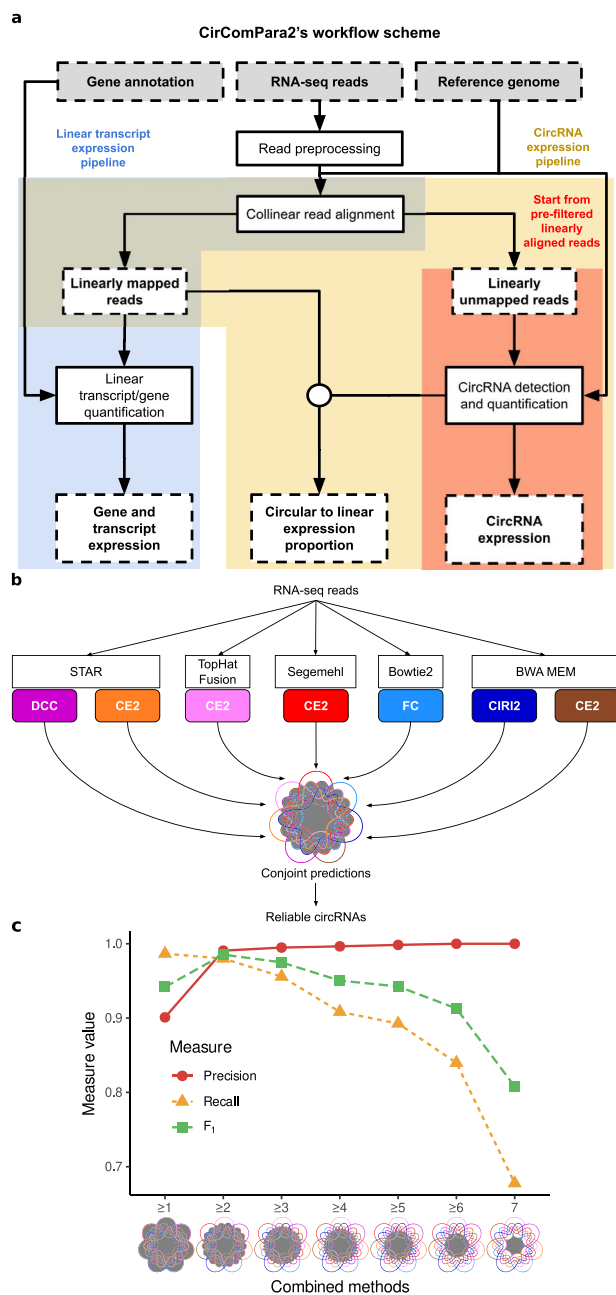 a
CirComPara2's workflow scheme
Gene annotation
RNA-seq reads
Reference genome
Linear transcript
expression
pipeline
Read preprocessing
CircRNA
expression
pipeline
Collinear read alignment
Start from
pre-filtered
linearly
aligned reads
Linearly mapped
reads
Linearly
unmapped reads
Linear
transcript/gene
quantification
CircRNA detection
and quantification
Gene and
transcript
expression
Circular to linear
expression
proportion
CircRNA
expression
b
RNA-seq reads
STAR
TopHat
Fusion
Segemehl
Bowtie2
BWA MEM
DCC
CE2
CE2
CE2
FC
CIRI2
CE2
Conjoint predictions
Reliable circRNAs
c
1.0
0.9
0.8
0.7
Measure value
Measure
Precision
Recall
F1
≥1
≥2
≥3
≥4
≥5
≥6
7
Combined methods